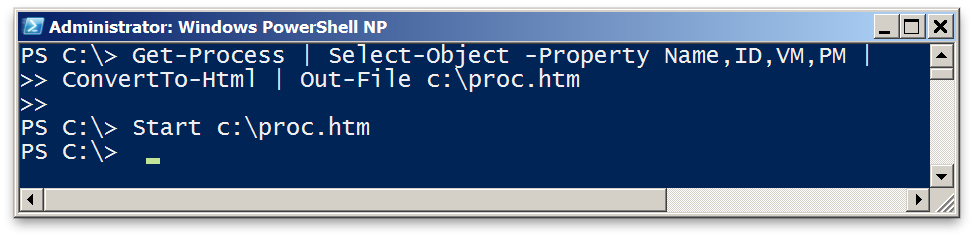 Administrator: Windows PowerShell NP
PS C:\> Get-Process | Select-Object -Property Name,ID,VM,PM |
>> ConvertTo-Html | Out-File c:\proc.htm
>>
PS C:\> Start c:\proc.htm
PS C:\>